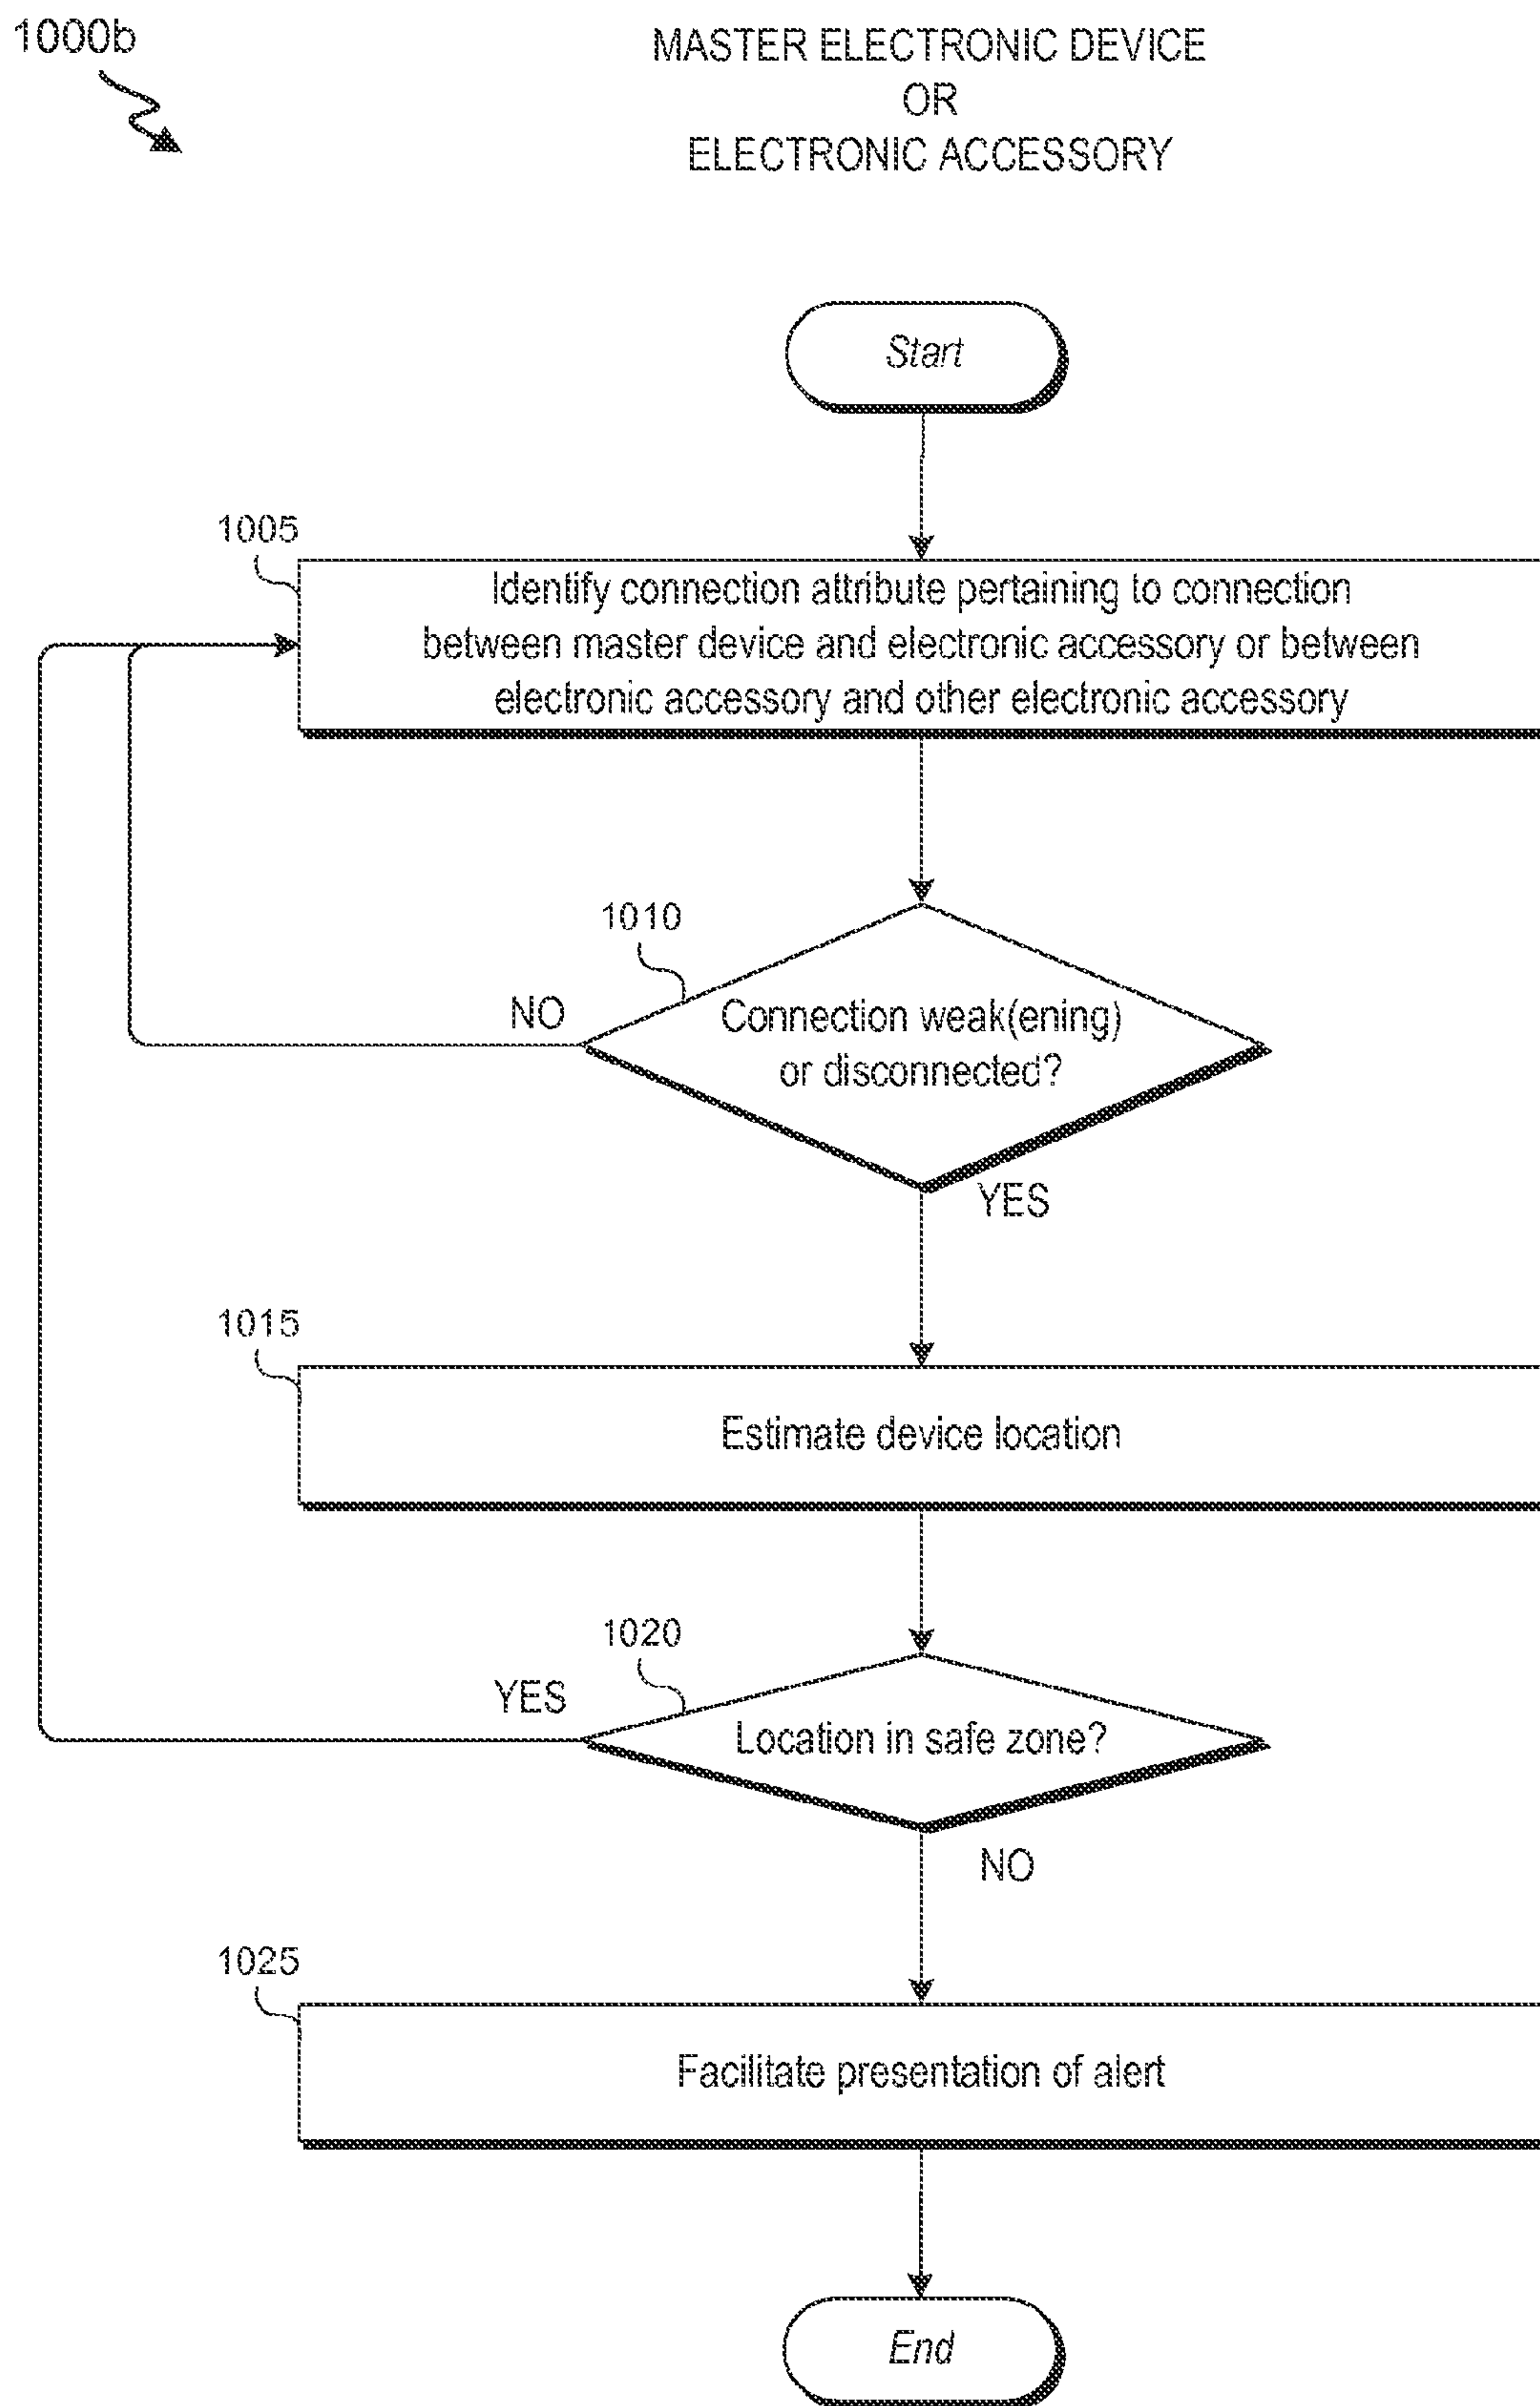 1000b
MASTER ELECTRONIC DEVICE
OR
ELECTRONIC ACCESSORY
Start
1005
Identify connection attribute pertaining to connection
between master device and electronic accessory or between
electronic accessory and other electronic accessory
1010
NO
Connection weak(ening)
or disconnected?
YES
1015
Estimate device location
1020
YES
Location in safe zone?
NO
1025
Facilitate presentation of alert
End